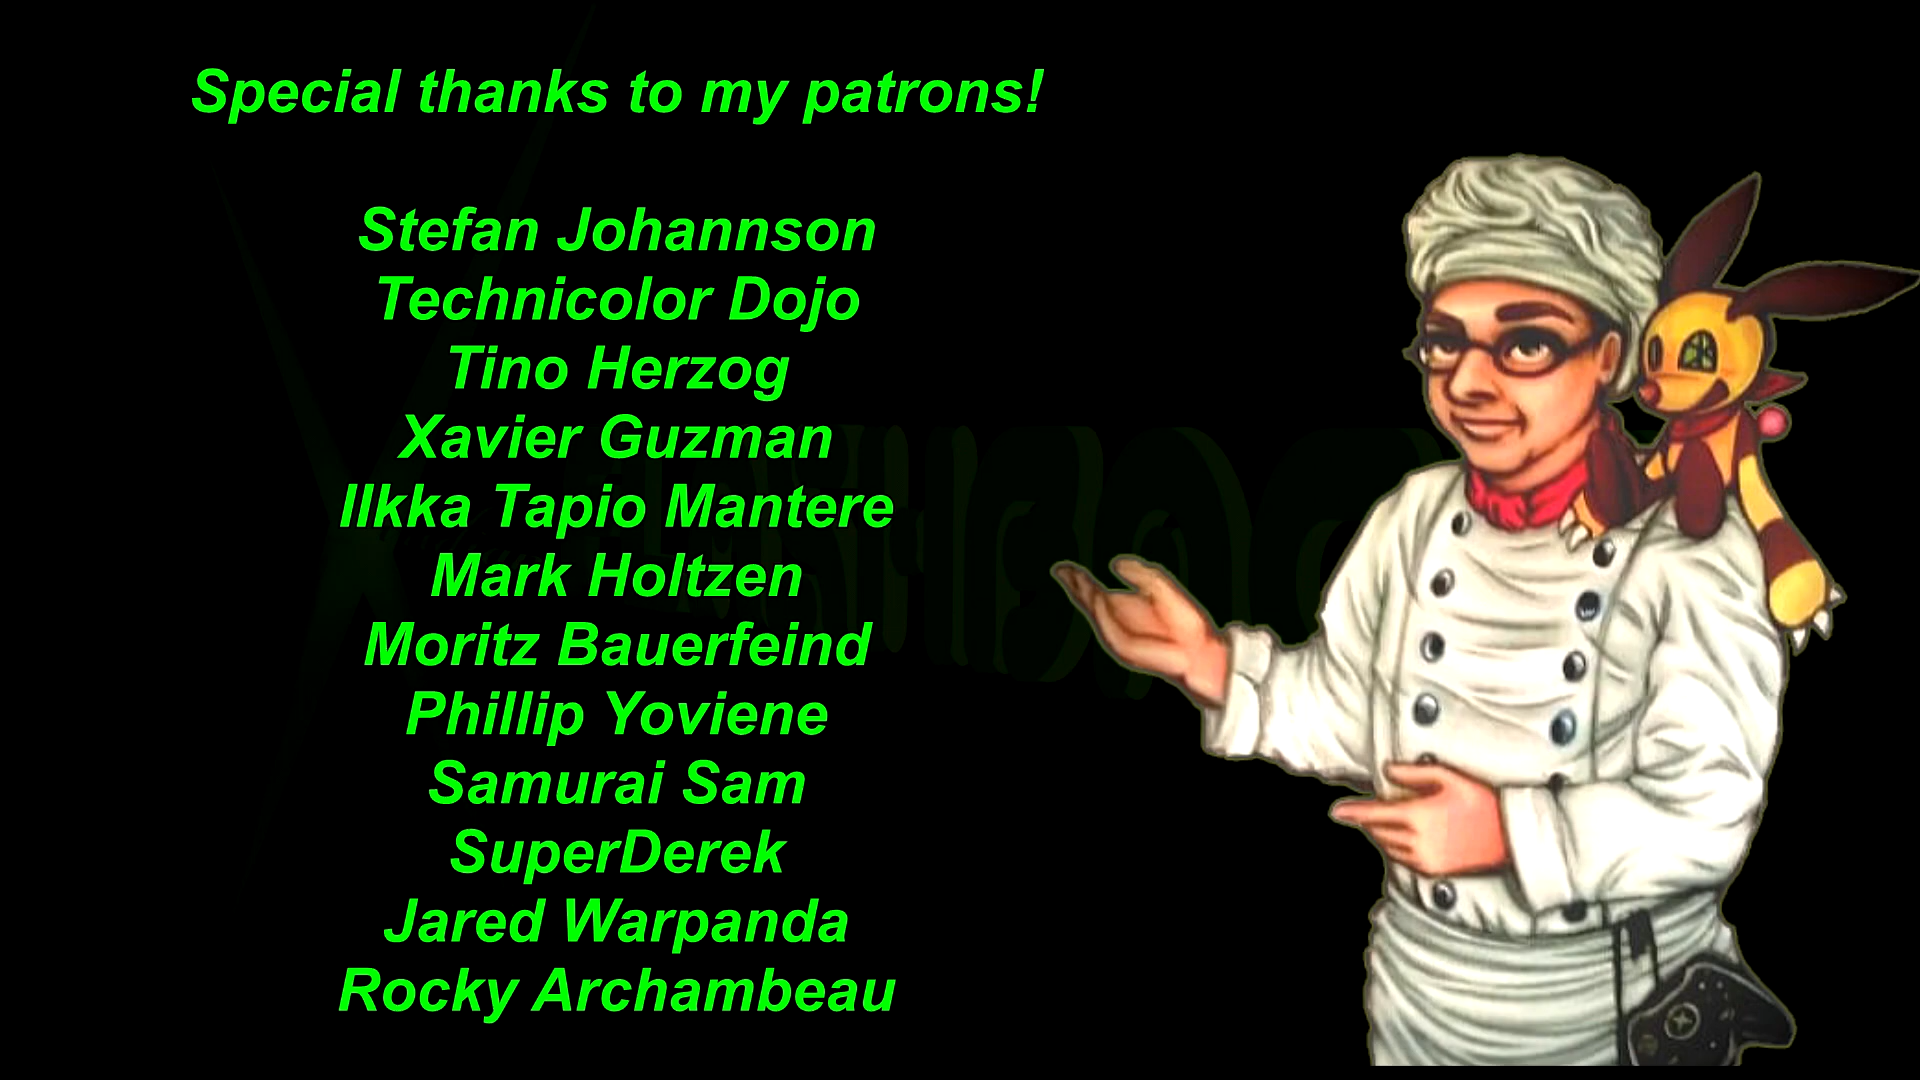 Special thanks to my patrons!
Stefan Johannson
Technicolor Dojo
Tino Herzog
Xavier Guzman
Ilkka Tapio Mantere
Mark Holtzen
Moritz Bauerfeind
Phillip Yoviene
Samurai Sam
SuperDerek
Jared Warpanda
Rocky Archambeau